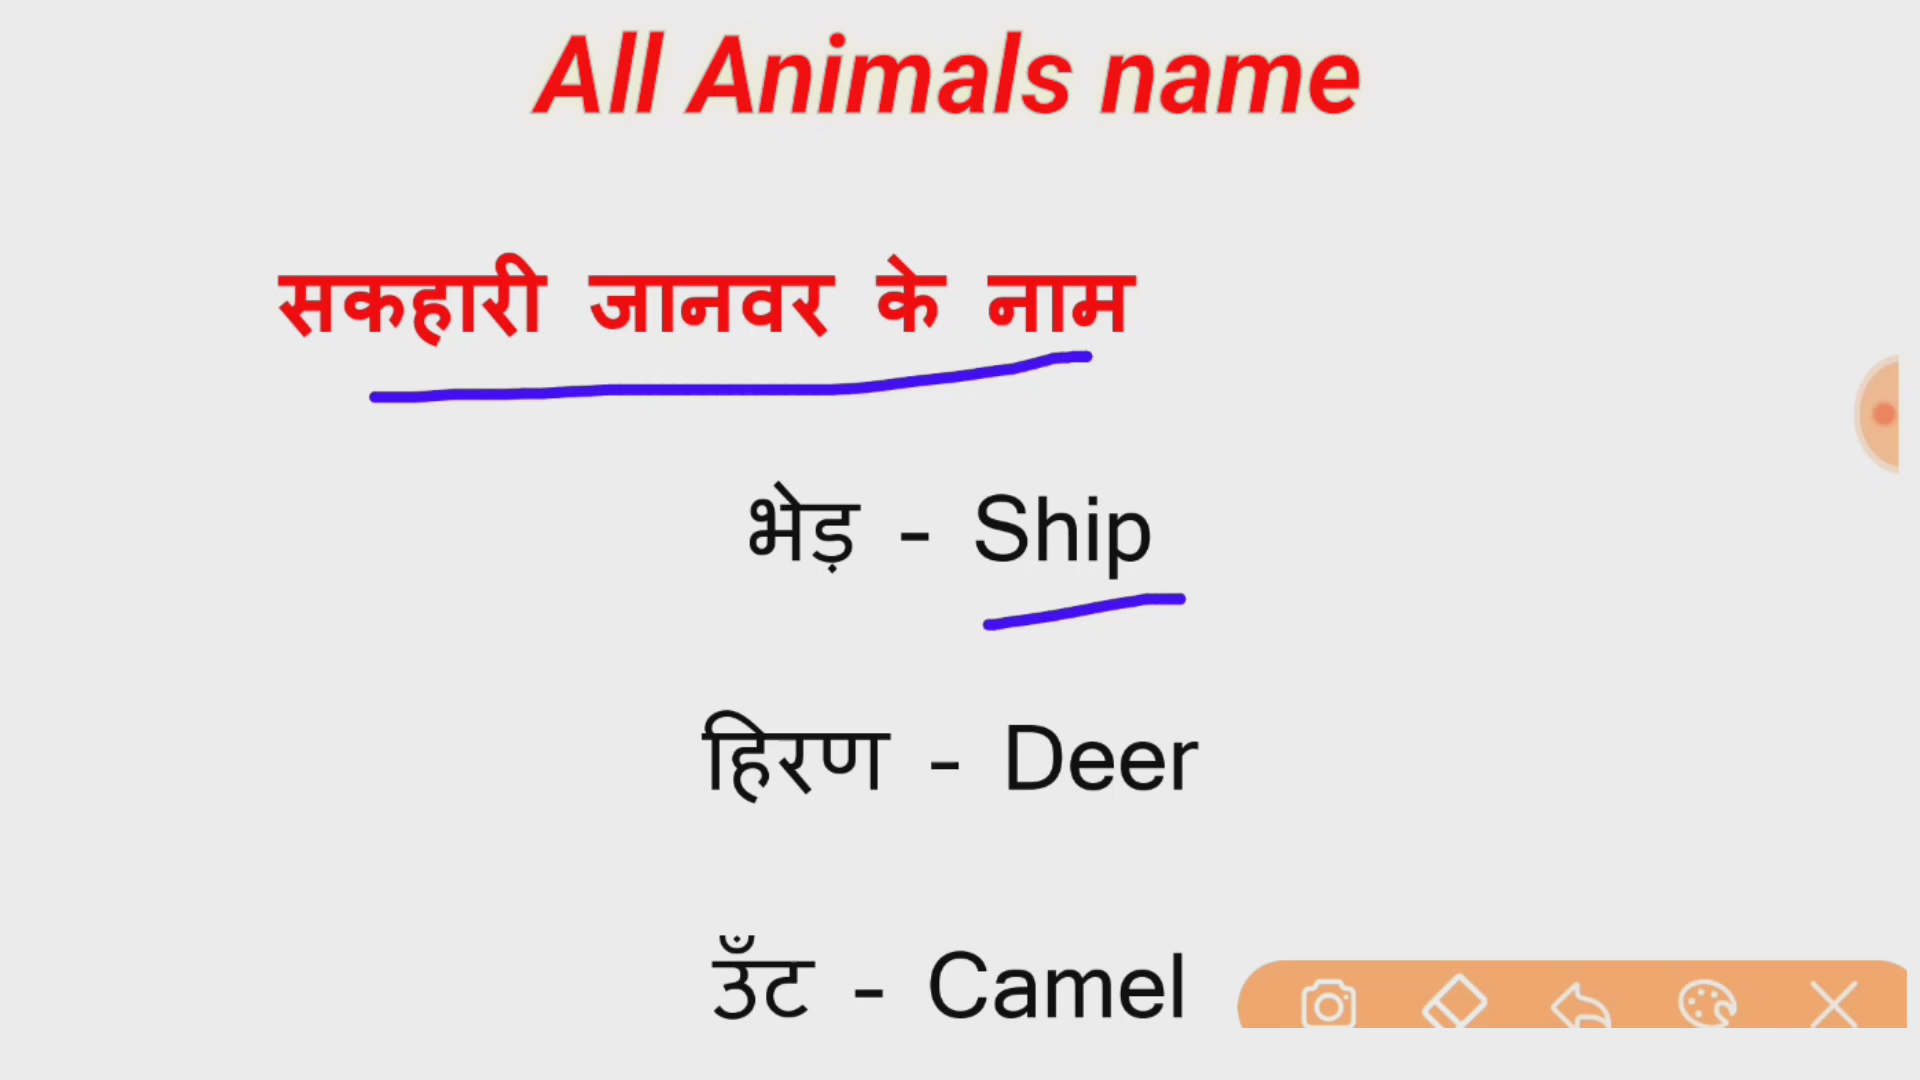 All Animals name
सकहारी जानवर के नाम
भेड़ - Ship
हिरण - Deer
उँट - Camel